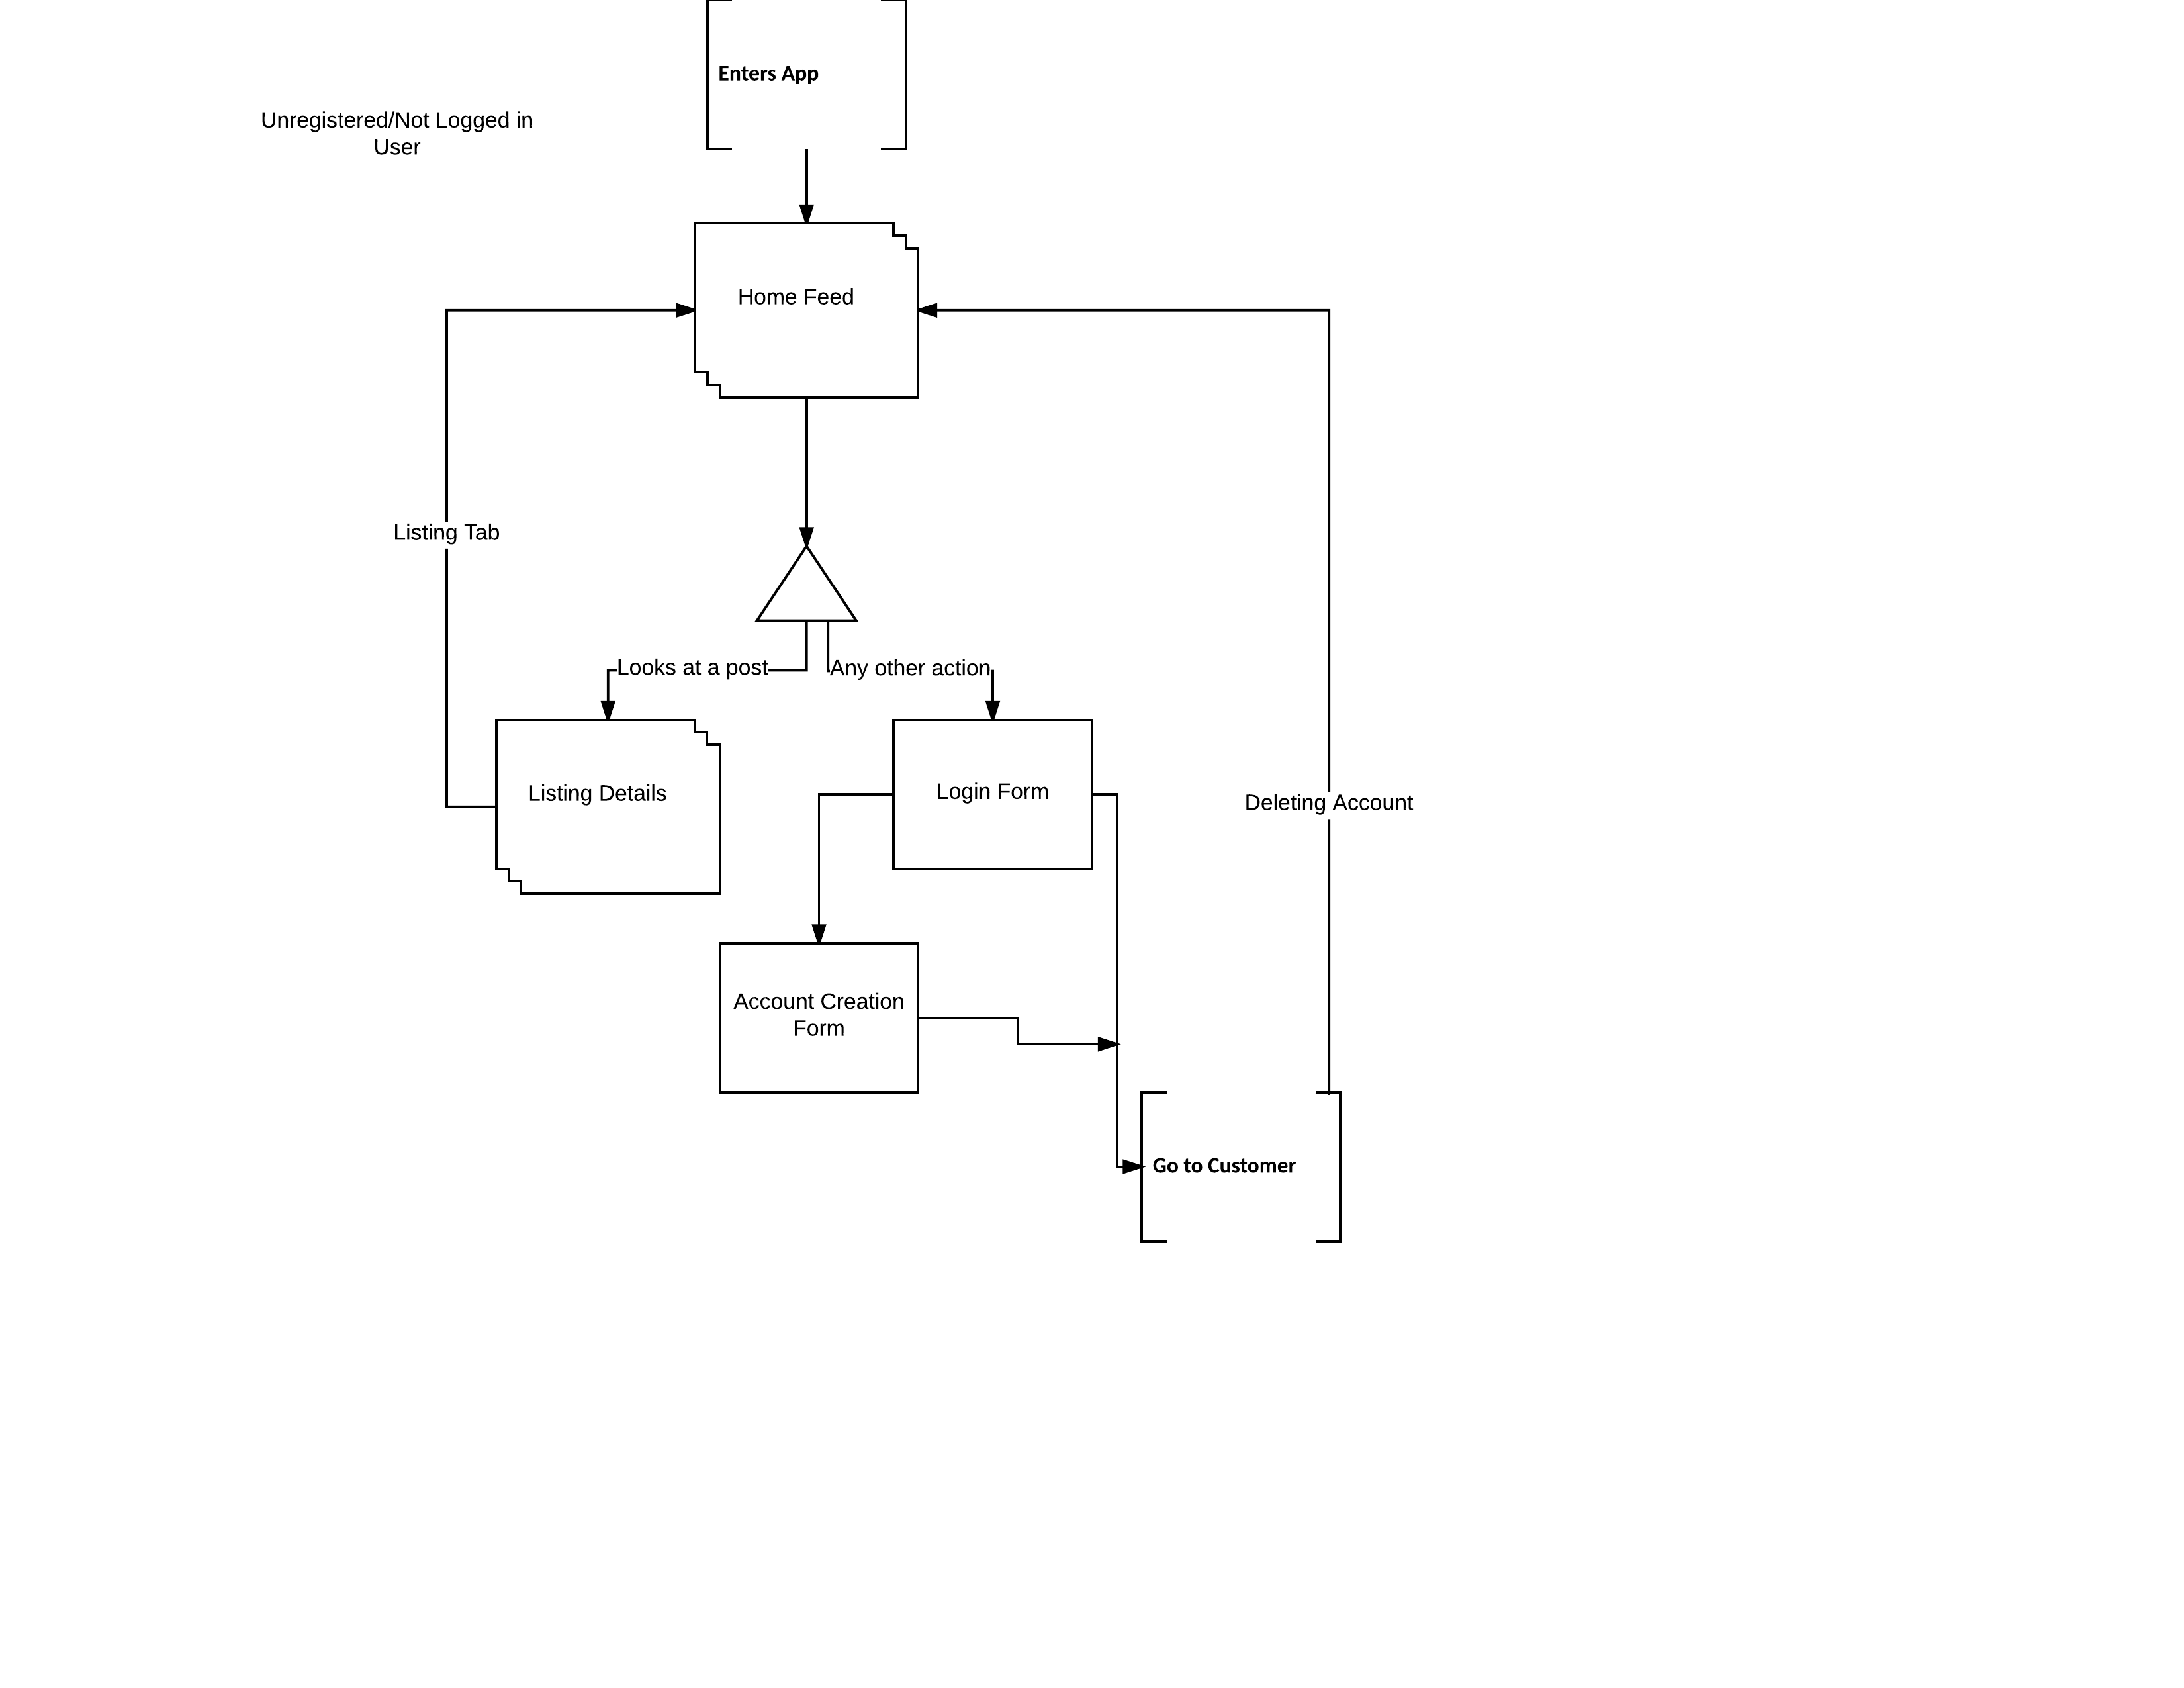 Enters App
Unregistered/Not Logged in
User
Home Feed
Listing Tab
Looks at a post
Any other action
Listing Details
Login Form
Deleting Account
Account Creation
Form
Go to Customer